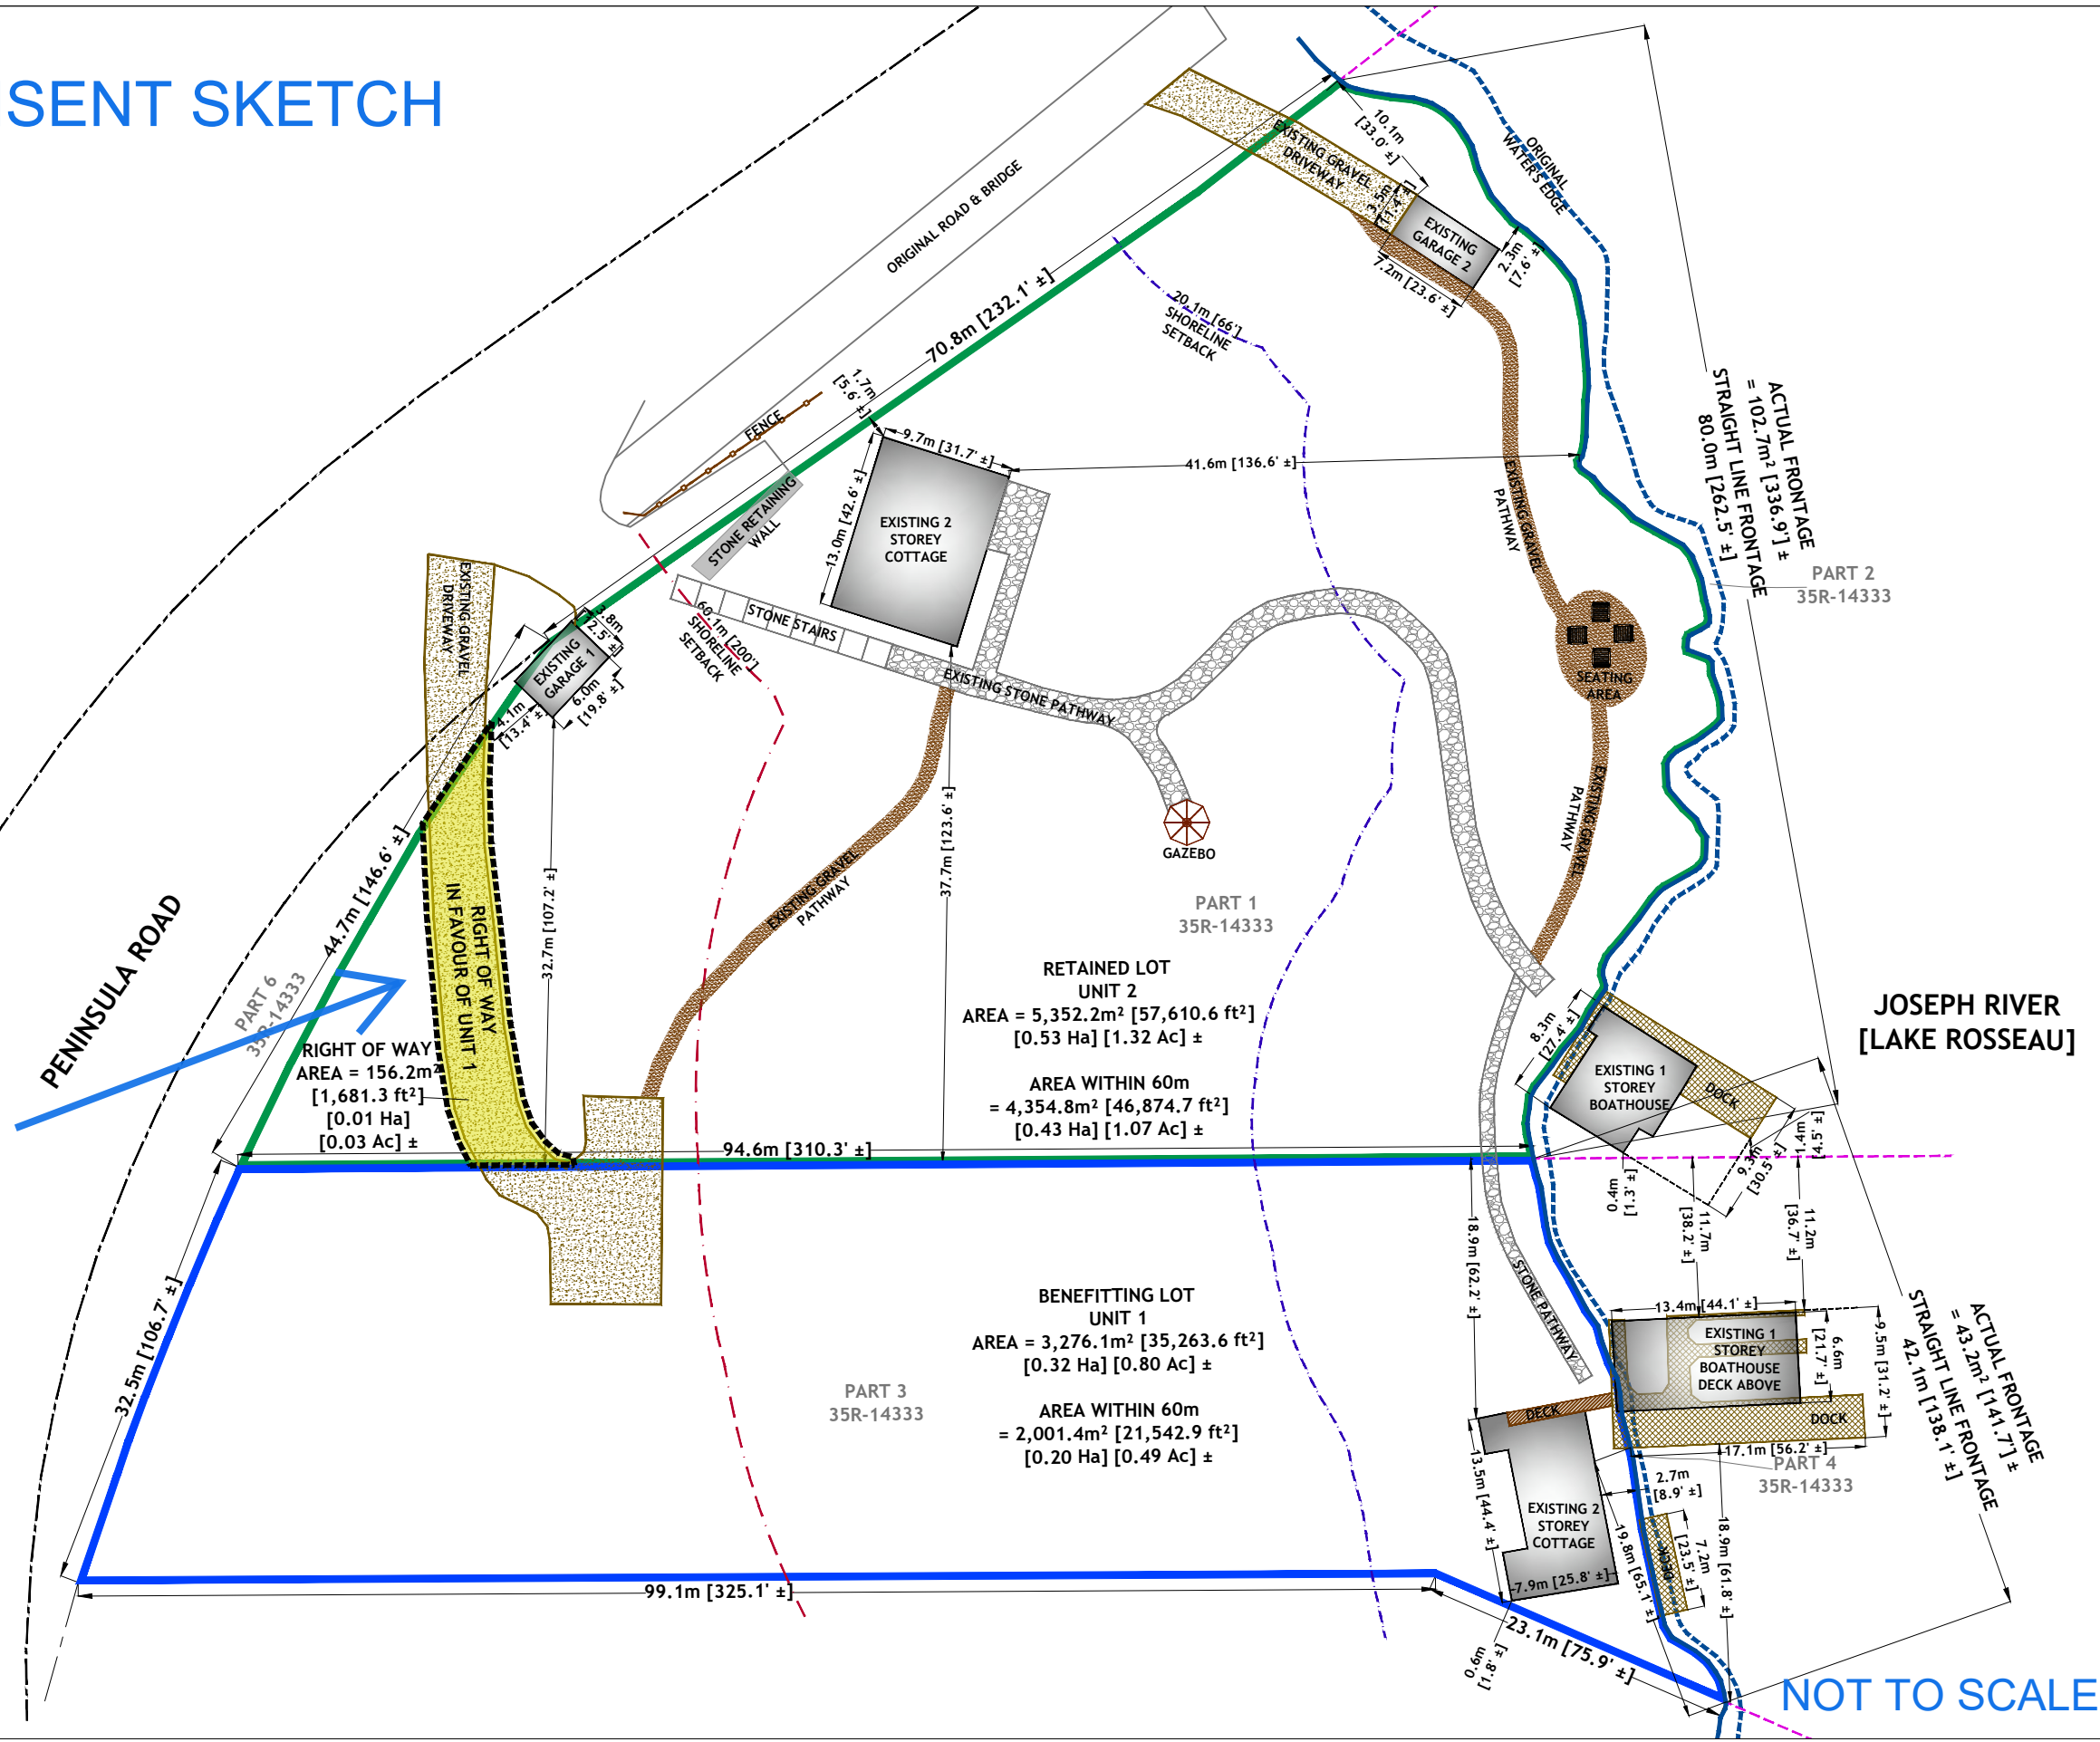 SENT SKETCH
ORIGINAL ROAD & BRIDGE
EXISTING GRAVEL
DRIVEWAY
10.1m
[33.0' ±]
ORIGINAL
WATER'S EDGE
EXISTING
GARAGE 2
2.3m
[7.6' ±]
7.2m [23.6' ±]
70.8m [232.1' ±]
20.1m [66']
SHORELINE
SETBACK
ACTUAL FRONTAGE
= 102.7m² [336.9'] ±
STRAIGHT LINE FRONTAGE
80.0m [262.5' ±]
1.7m
[5.6' ±]
FENCE
9.7m [31.7' ±]
41.6m [136.6' ±]
13.0m [42.6' ±]
EXISTING 2
STOREY
COTTAGE
STONE RETAINING
WALL
EXISTING GRAVEL
PATHWAY
PART 2
35R-14333
EXISTING GRAVEL
DRIVEWAY
STONE STAIRS
60.1m [200']
SHORELINE
SETBACK
3.8m
[12.5' ±]
EXISTING
GARAGE 1
6.0m
[19.8' ±]
4.1m
[13.4' ±]
EXISTING STONE PATHWAY
SEATING
AREA
EXISTING GRAVEL
PATHWAY
GAZEBO
37.7m [123.6' ±]
32.7m [107.2' ±]
44.7m [146.6' ±]
EXISTING GRAVEL
PATHWAY
PENINSULA ROAD
PART 6
35R-14333
RIGHT OF WAY
IN FAVOUR OF UNIT 1
PART 1
35R-14333
RETAINED LOT
UNIT 2
AREA = 5,352.2m² [57,610.6 ft²]
[0.53 Ha] [1.32 Ac] ±
AREA WITHIN 60m
= 4,354.8m² [46,874.7 ft²]
[0.43 Ha] [1.07 Ac] ±
RIGHT OF WAY
AREA = 156.2m²
[1,681.3 ft²]
[0.01 Ha]
[0.03 Ac] ±
JOSEPH RIVER
[LAKE ROSSEAU]
8.3m
[27.4' ±]
EXISTING 1
STOREY
BOATHOUSE
DOCK
94.6m [310.3' ±]
1.4m
[4.5' ±]
9.3m
[30.5' ±]
0.4m
[1.3' ±]
11.7m
[38.2' ±]
11.2m
[36.7' ±]
18.9m [62.2' ±]
STONE PATHWAY
32.5m [106.7' ±]
BENEFITTING LOT
UNIT 1
AREA = 3,276.1m² [35,263.6 ft²]
[0.32 Ha] [0.80 Ac] ±
AREA WITHIN 60m
= 2,001.4m² [21,542.9 ft²]
[0.20 Ha] [0.49 Ac] ±
PART 3
35R-14333
13.4m [44.1' ±]
EXISTING 1
STOREY
BOATHOUSE
DECK ABOVE
6.6m
[21.7' ±]
9.5m [31.2' ±]
ACTUAL FRONTAGE
= 43.2m² [141.7'] ±
STRAIGHT LINE FRONTAGE
42.1m [138.1' ±]
DECK
DOCK
17.1m [56.2' ±]
PART 4
35R-14333
13.5m [44.4' ±]
EXISTING 2
STOREY
COTTAGE
2.7m
[8.9' ±]
7.9m [25.8' ±]
19.8m [65.1' ±]
DECK
7.2m
[23.5' ±]
18.9m [61.8' ±]
99.1m [325.1' ±]
23.1m [75.9' ±]
0.6m
[1.8' ±]
NOT TO SCALE